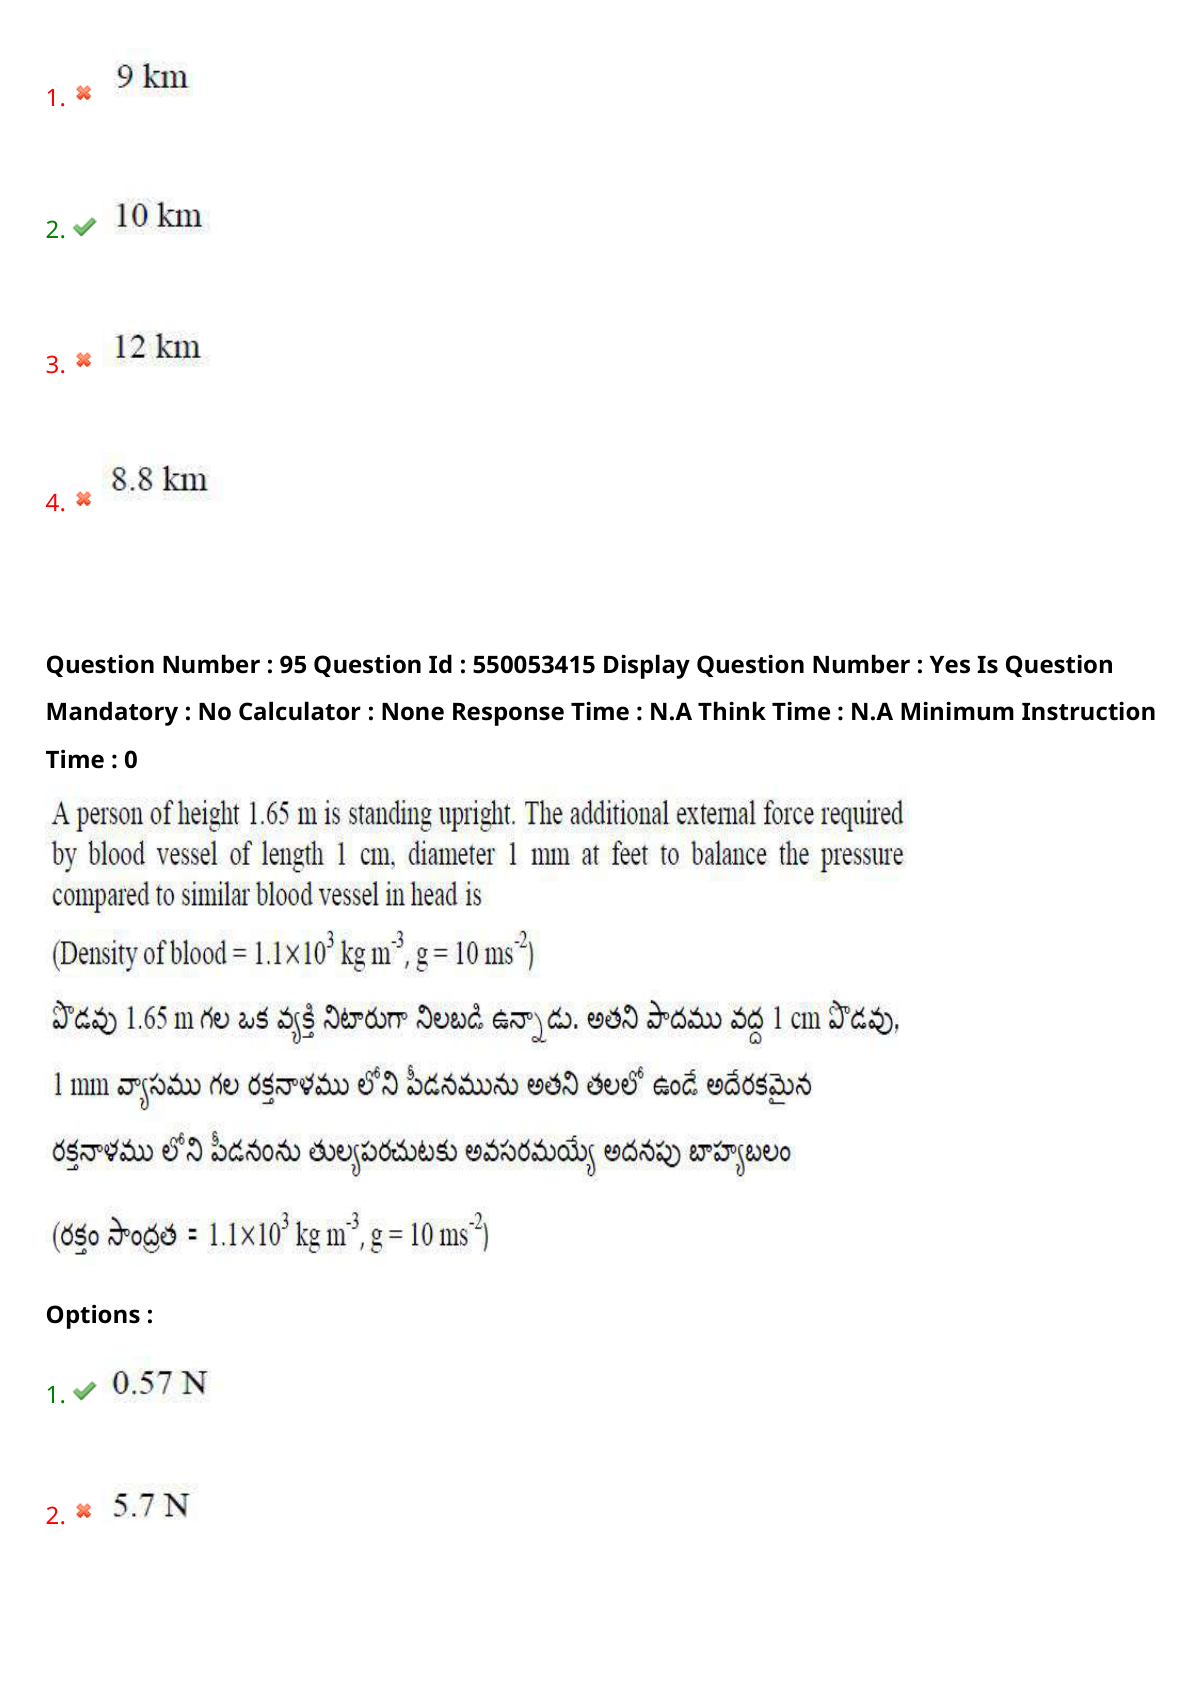 1. 9 km
2. 10 km
3. 12 km
4. 8.8 km
Question Number : 95 Question Id : 550053415 Display Question Number : Yes Is Question
Mandatory : No Calculator : None Response Time : N.A Think Time : N.A Minimum Instruction
Time : 0
A person of height 1.65 m is standing upright. The additional external force required
by blood vessel of length 1 cm, diameter 1 mm at feet to balance the pressure
compared to similar blood vessel in head is
(Density of blood = 1.1×10³ kg m⁻³, g = 10 ms⁻²)
పొడవు 1.65 m గల ఒక వ్యక్తి నిటారుగా నిలబడి ఉన్నాడు. అతని పాదము వద్ద 1 cm పొడవు,
1 mm వ్యాసము గల రక్తనాళము లోని పీడనమును అతని తలలో ఉండే అదేరకమైన
రక్తనాళము లోని పీడనంను తుల్యపరచుటకు అవసరమయ్యే అదనపు బాహ్యబలం
(రక్తం సాంద్రత = 1.1×10³ kg m⁻³, g = 10 ms⁻²)
Options :
1. 0.57 N
2. 5.7 N